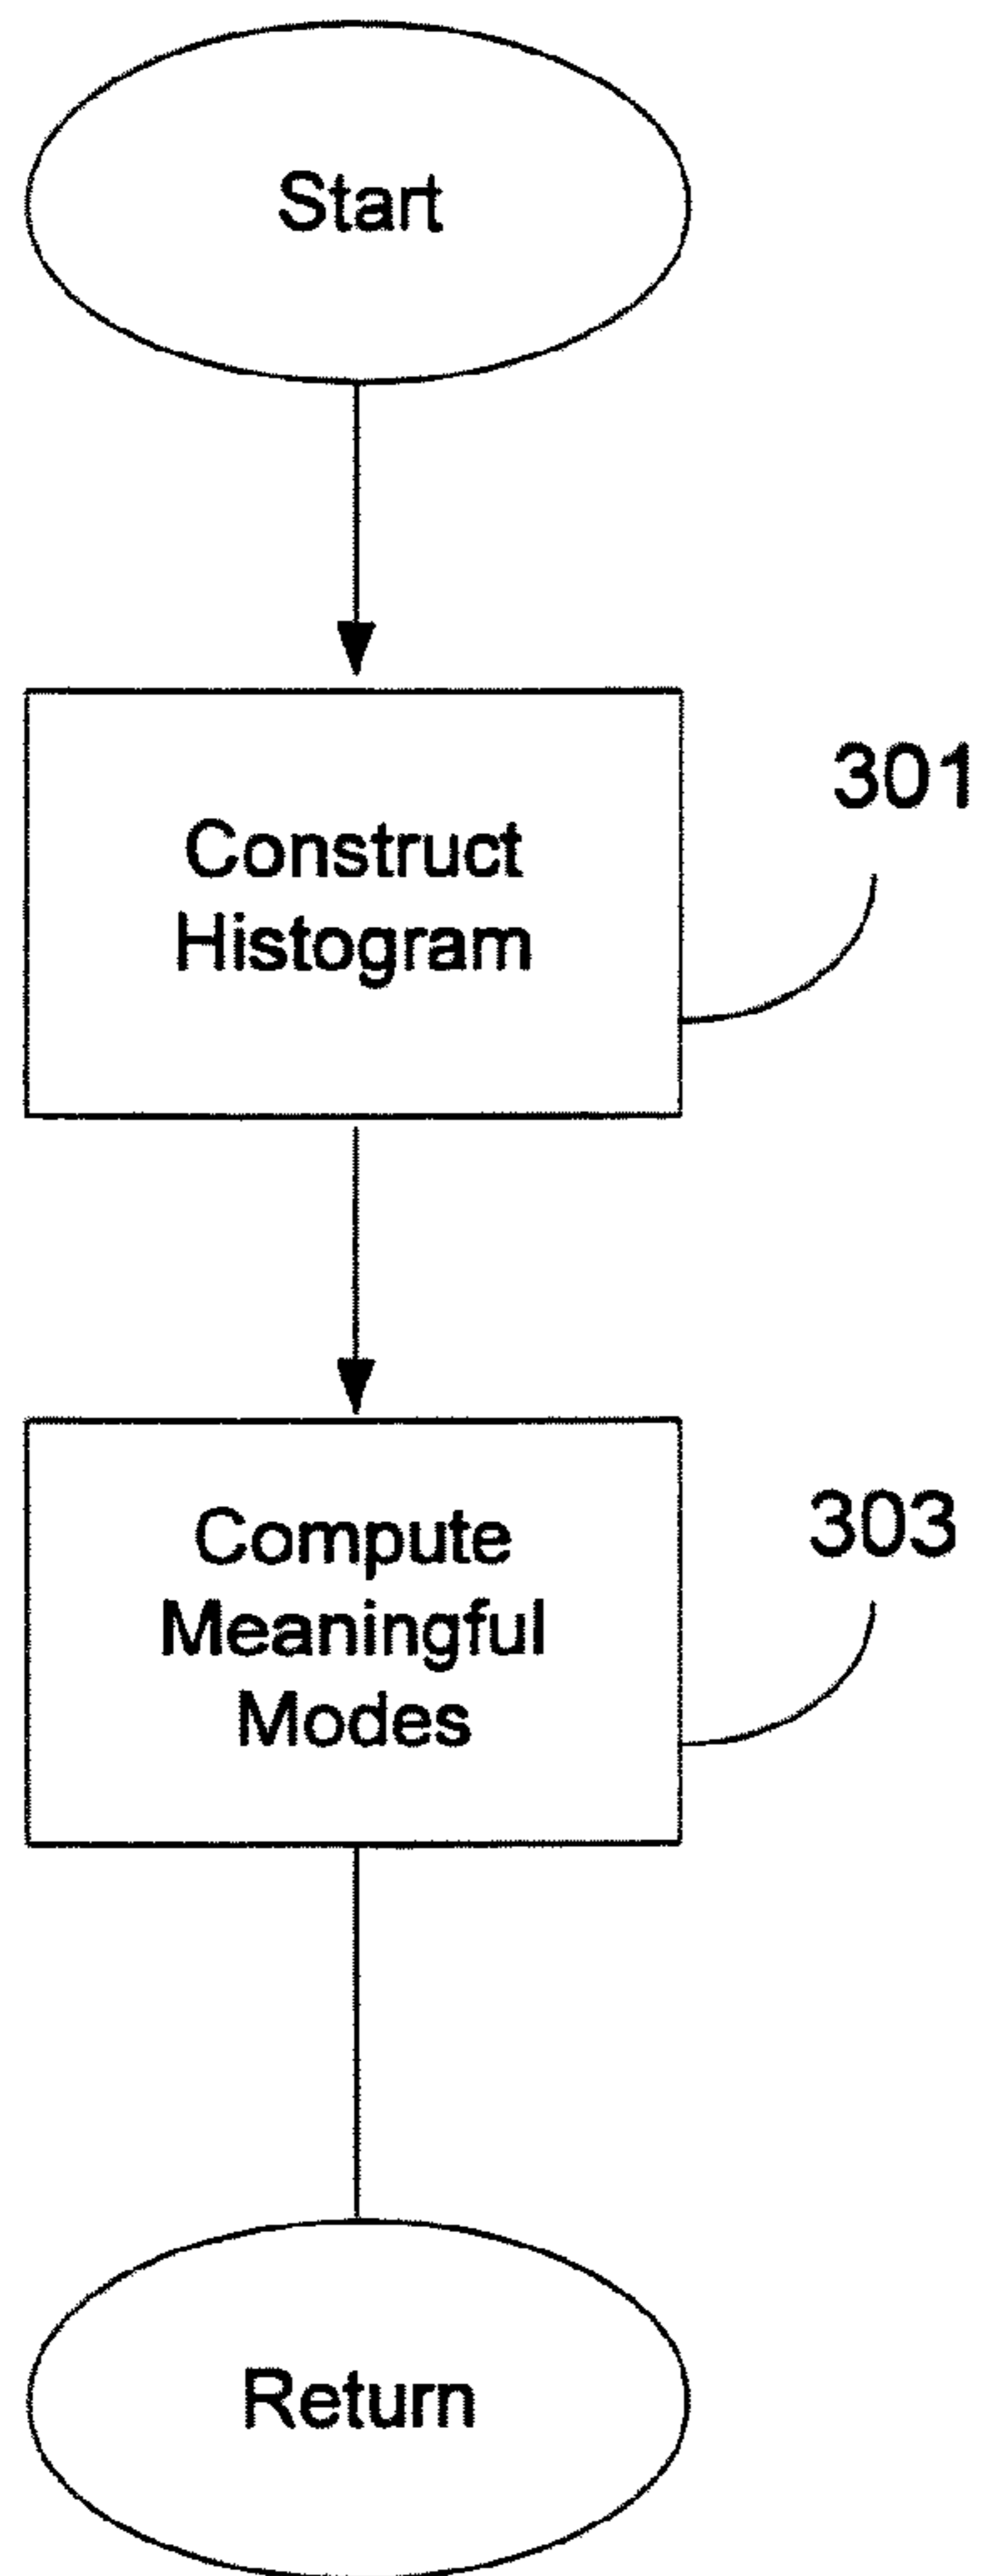 Start
301
Construct
Histogram
303
Compute
Meaningful
Modes
Return